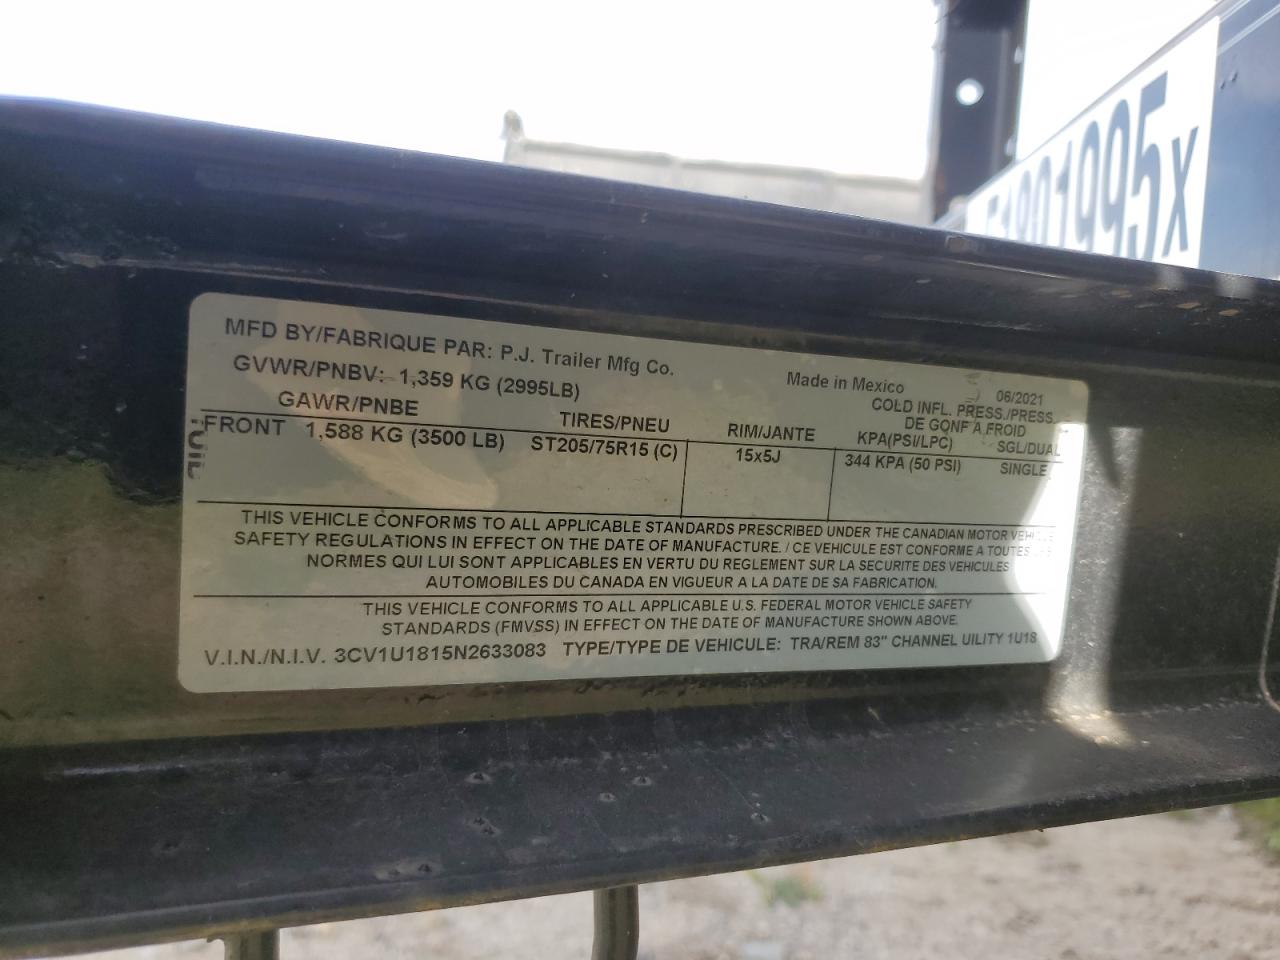 51801995x
MFD BY/FABRIQUE PAR: P.J. Trailer Mfg Co. Made in Mexico 06/2021
GVWR/PNBV: 1,359 KG (2995LB)
COLD INFL. PRESS./PRESS.
DE GONF A FROID
GAWR/PNBE TIRES/PNEU RIM/JANTE KPA(PSI/LPC) SGL/DUAL
FRONT 1,588 KG (3500 LB) ST205/75R15 (C) 15x5J 344 KPA (50 PSI) SINGLE
THIS VEHICLE CONFORMS TO ALL APPLICABLE STANDARDS PRESCRIBED UNDER THE CANADIAN MOTOR VEHICLE
SAFETY REGULATIONS IN EFFECT ON THE DATE OF MANUFACTURE. / CE VEHICULE EST CONFORME A TOUTES
NORMES QUI LUI SONT APPLICABLES EN VERTU DU REGLEMENT SUR LA SECURITE DES VEHICULES
AUTOMOBILES DU CANADA EN VIGUEUR A LA DATE DE SA FABRICATION.
THIS VEHICLE CONFORMS TO ALL APPLICABLE U.S. FEDERAL MOTOR VEHICLE SAFETY
STANDARDS (FMVSS) IN EFFECT ON THE DATE OF MANUFACTURE SHOWN ABOVE.
V.I.N./N.I.V. 3CV1U1815N2633083 TYPE/TYPE DE VEHICULE: TRA/REM 83" CHANNEL UILITY 1U18